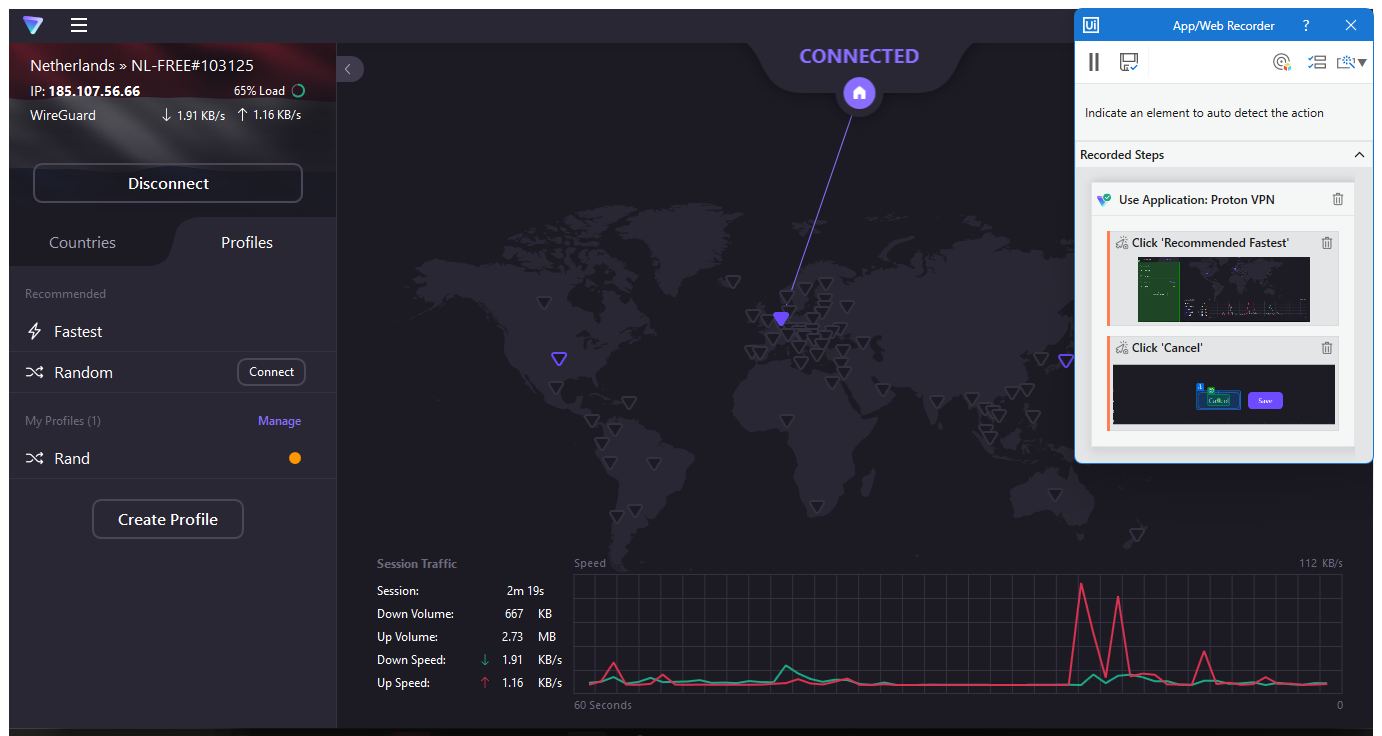 Netherlands » NL-FREE#103125
IP: 185.107.56.66 65% Load
WireGuard 1.91 KB/s 1.16 KB/s
Disconnect
Countries Profiles
Recommended
Fastest
Random Connect
My Profiles (1) Manage
Rand
Create Profile
CONNECTED
Session Traffic
Session: 2m 19s
Down Volume: 667 KB
Up Volume: 2.73 MB
Down Speed: 1.91 KB/s
Up Speed: 1.16 KB/s
Speed 112 KB/s
60 Seconds 0
Ui App/Web Recorder ?
Indicate an element to auto detect the action
Recorded Steps
Use Application: Proton VPN
Click 'Recommended Fastest'
Click 'Cancel'
Cancel Save